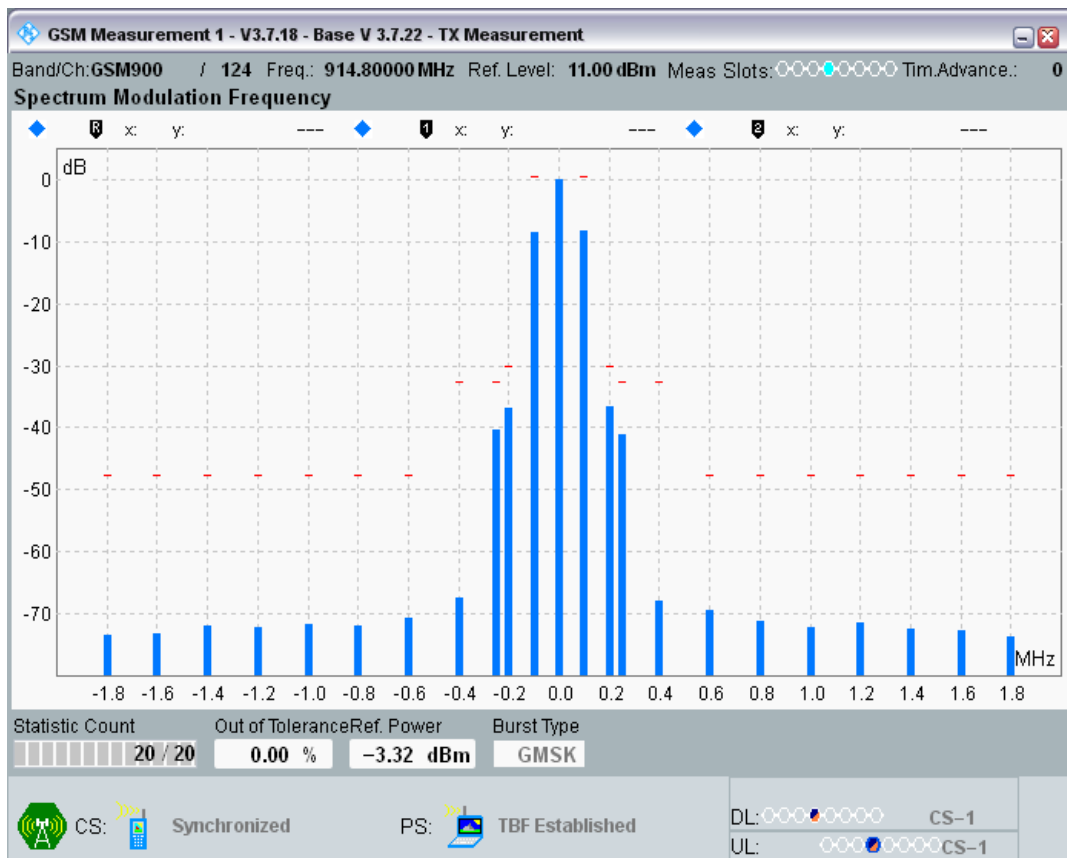 GSM Measurement 1 - V3.7.18 - Base V 3.7.22 - TX Measurement
Band/Ch:GSM900 / 124 Freq.: 914.80000 MHz Ref. Level: 11.00 dBm Meas Slots: Tim.Advance.: 0
Spectrum Modulation Frequency
R x: y: --- 1 x: y: --- 2 x: y: ---
dB
0
-10
-20
-30
-40
-50
-60
-70
MHz
-1.8 -1.6 -1.4 -1.2 -1.0 -0.8 -0.6 -0.4 -0.2 0.0 0.2 0.4 0.6 0.8 1.0 1.2 1.4 1.6 1.8
Statistic Count Out of Tolerance Ref. Power Burst Type
20 / 20 0.00 % −3.32 dBm GMSK
CS: Synchronized PS: TBF Established DL: CS−1
UL: CS−1